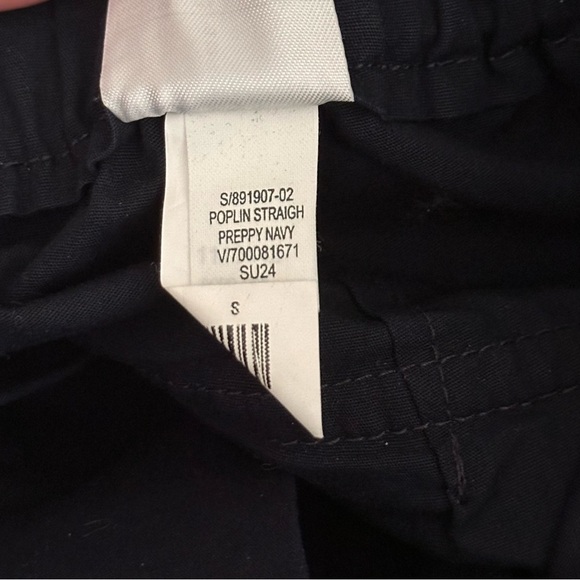 S/891907-02
POPLIN STRAIGH
PREPPY NAVY
V/700081671
SU24
S